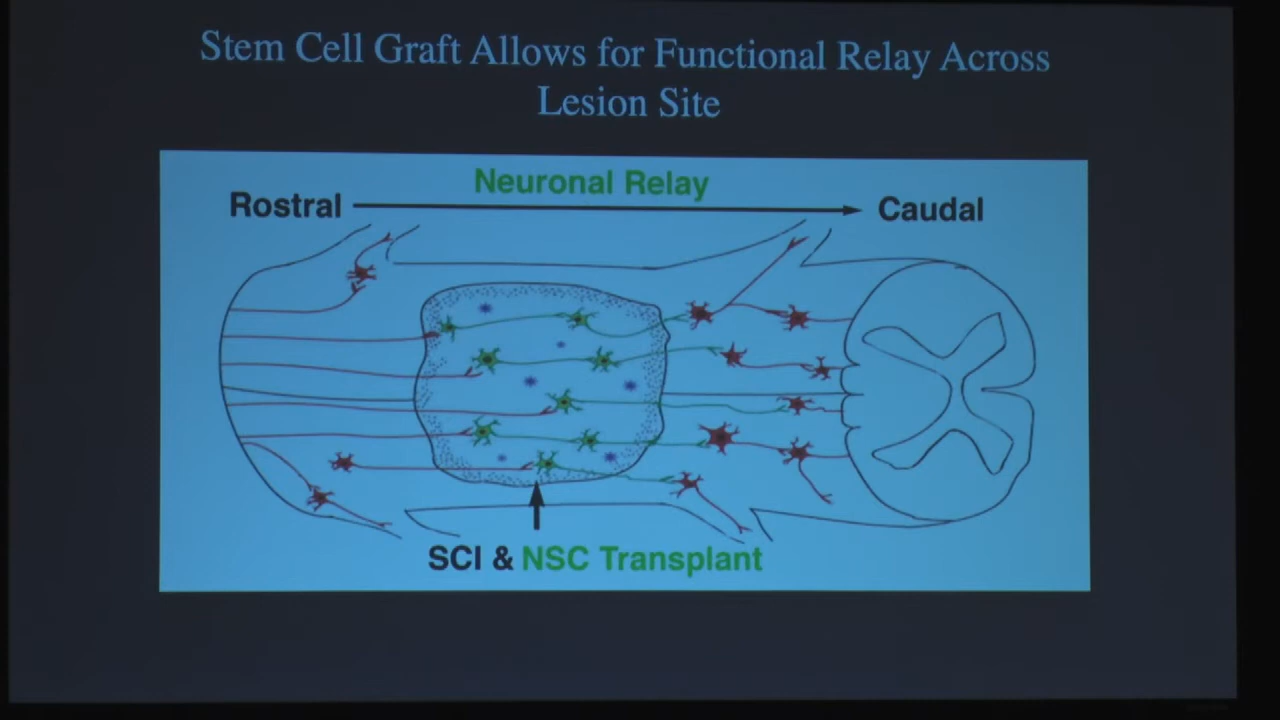 Stem Cell Graft Allows for Functional Relay Across
Lesion Site
Neuronal Relay
Rostral
Caudal
SCI & NSC Transplant